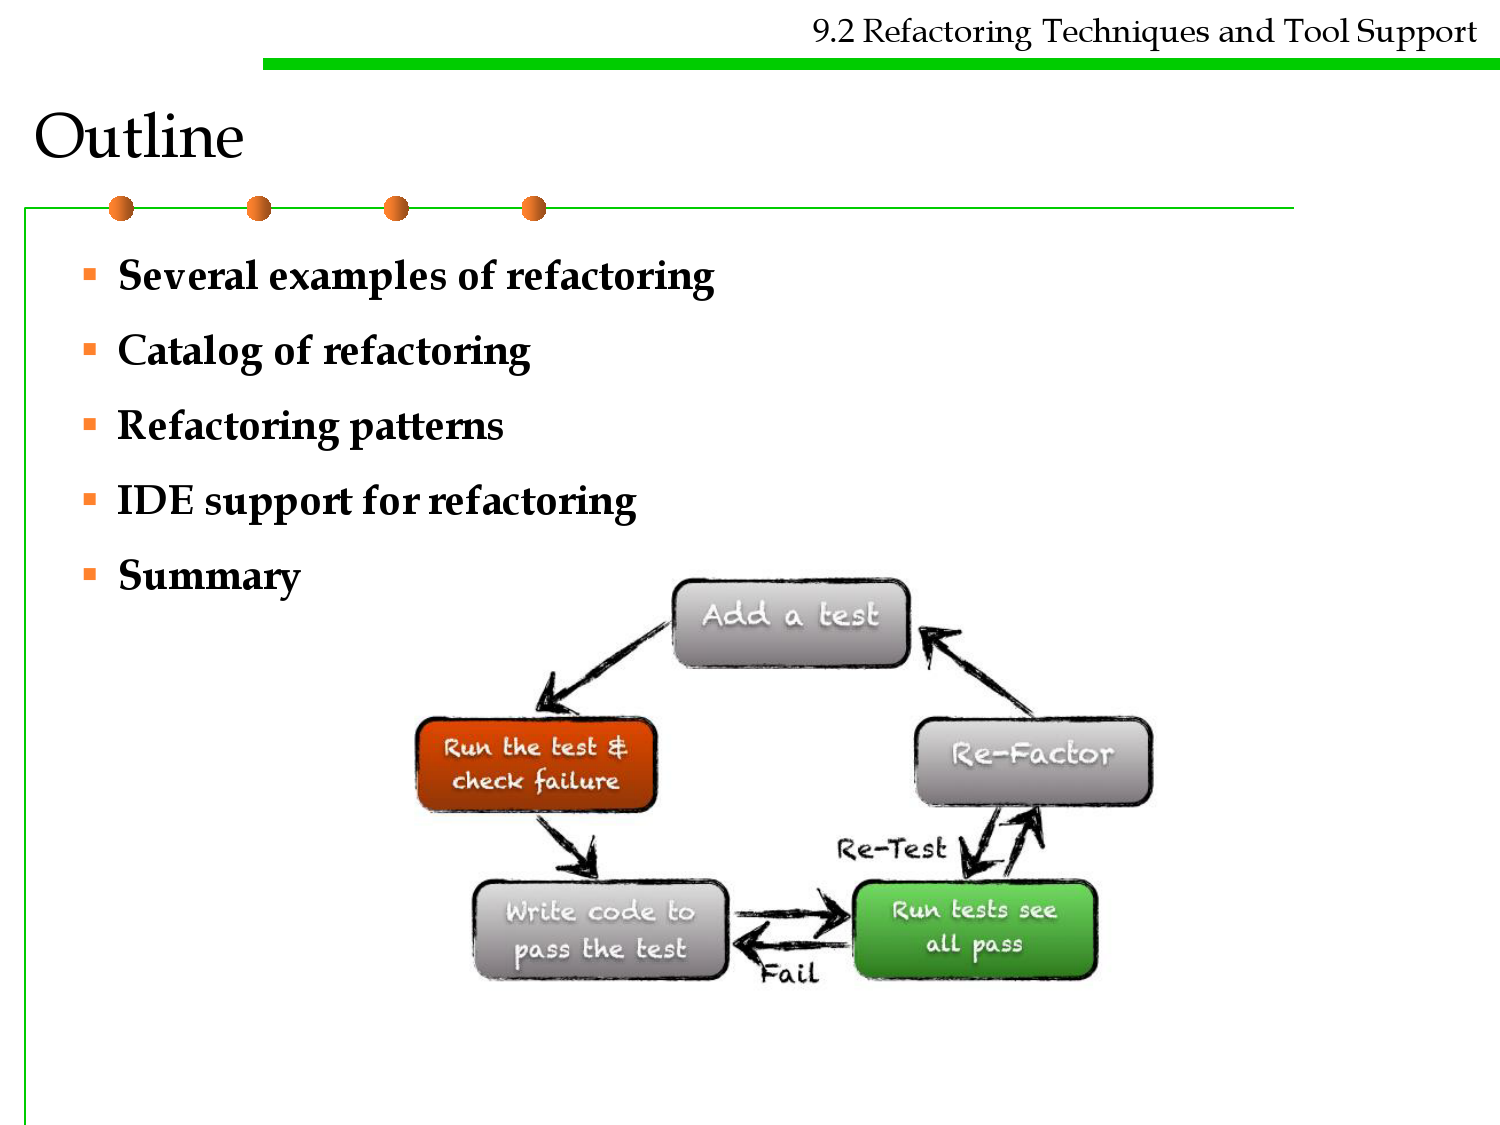 9.2 Refactoring Techniques and Tool Support
Outline
Several examples of refactoring
Catalog of refactoring
Refactoring patterns
IDE support for refactoring
Summary
Add a test
Run the test &
check failure
Re-Factor
Re-Test
Write code to
pass the test
Run tests see
all pass
Fail